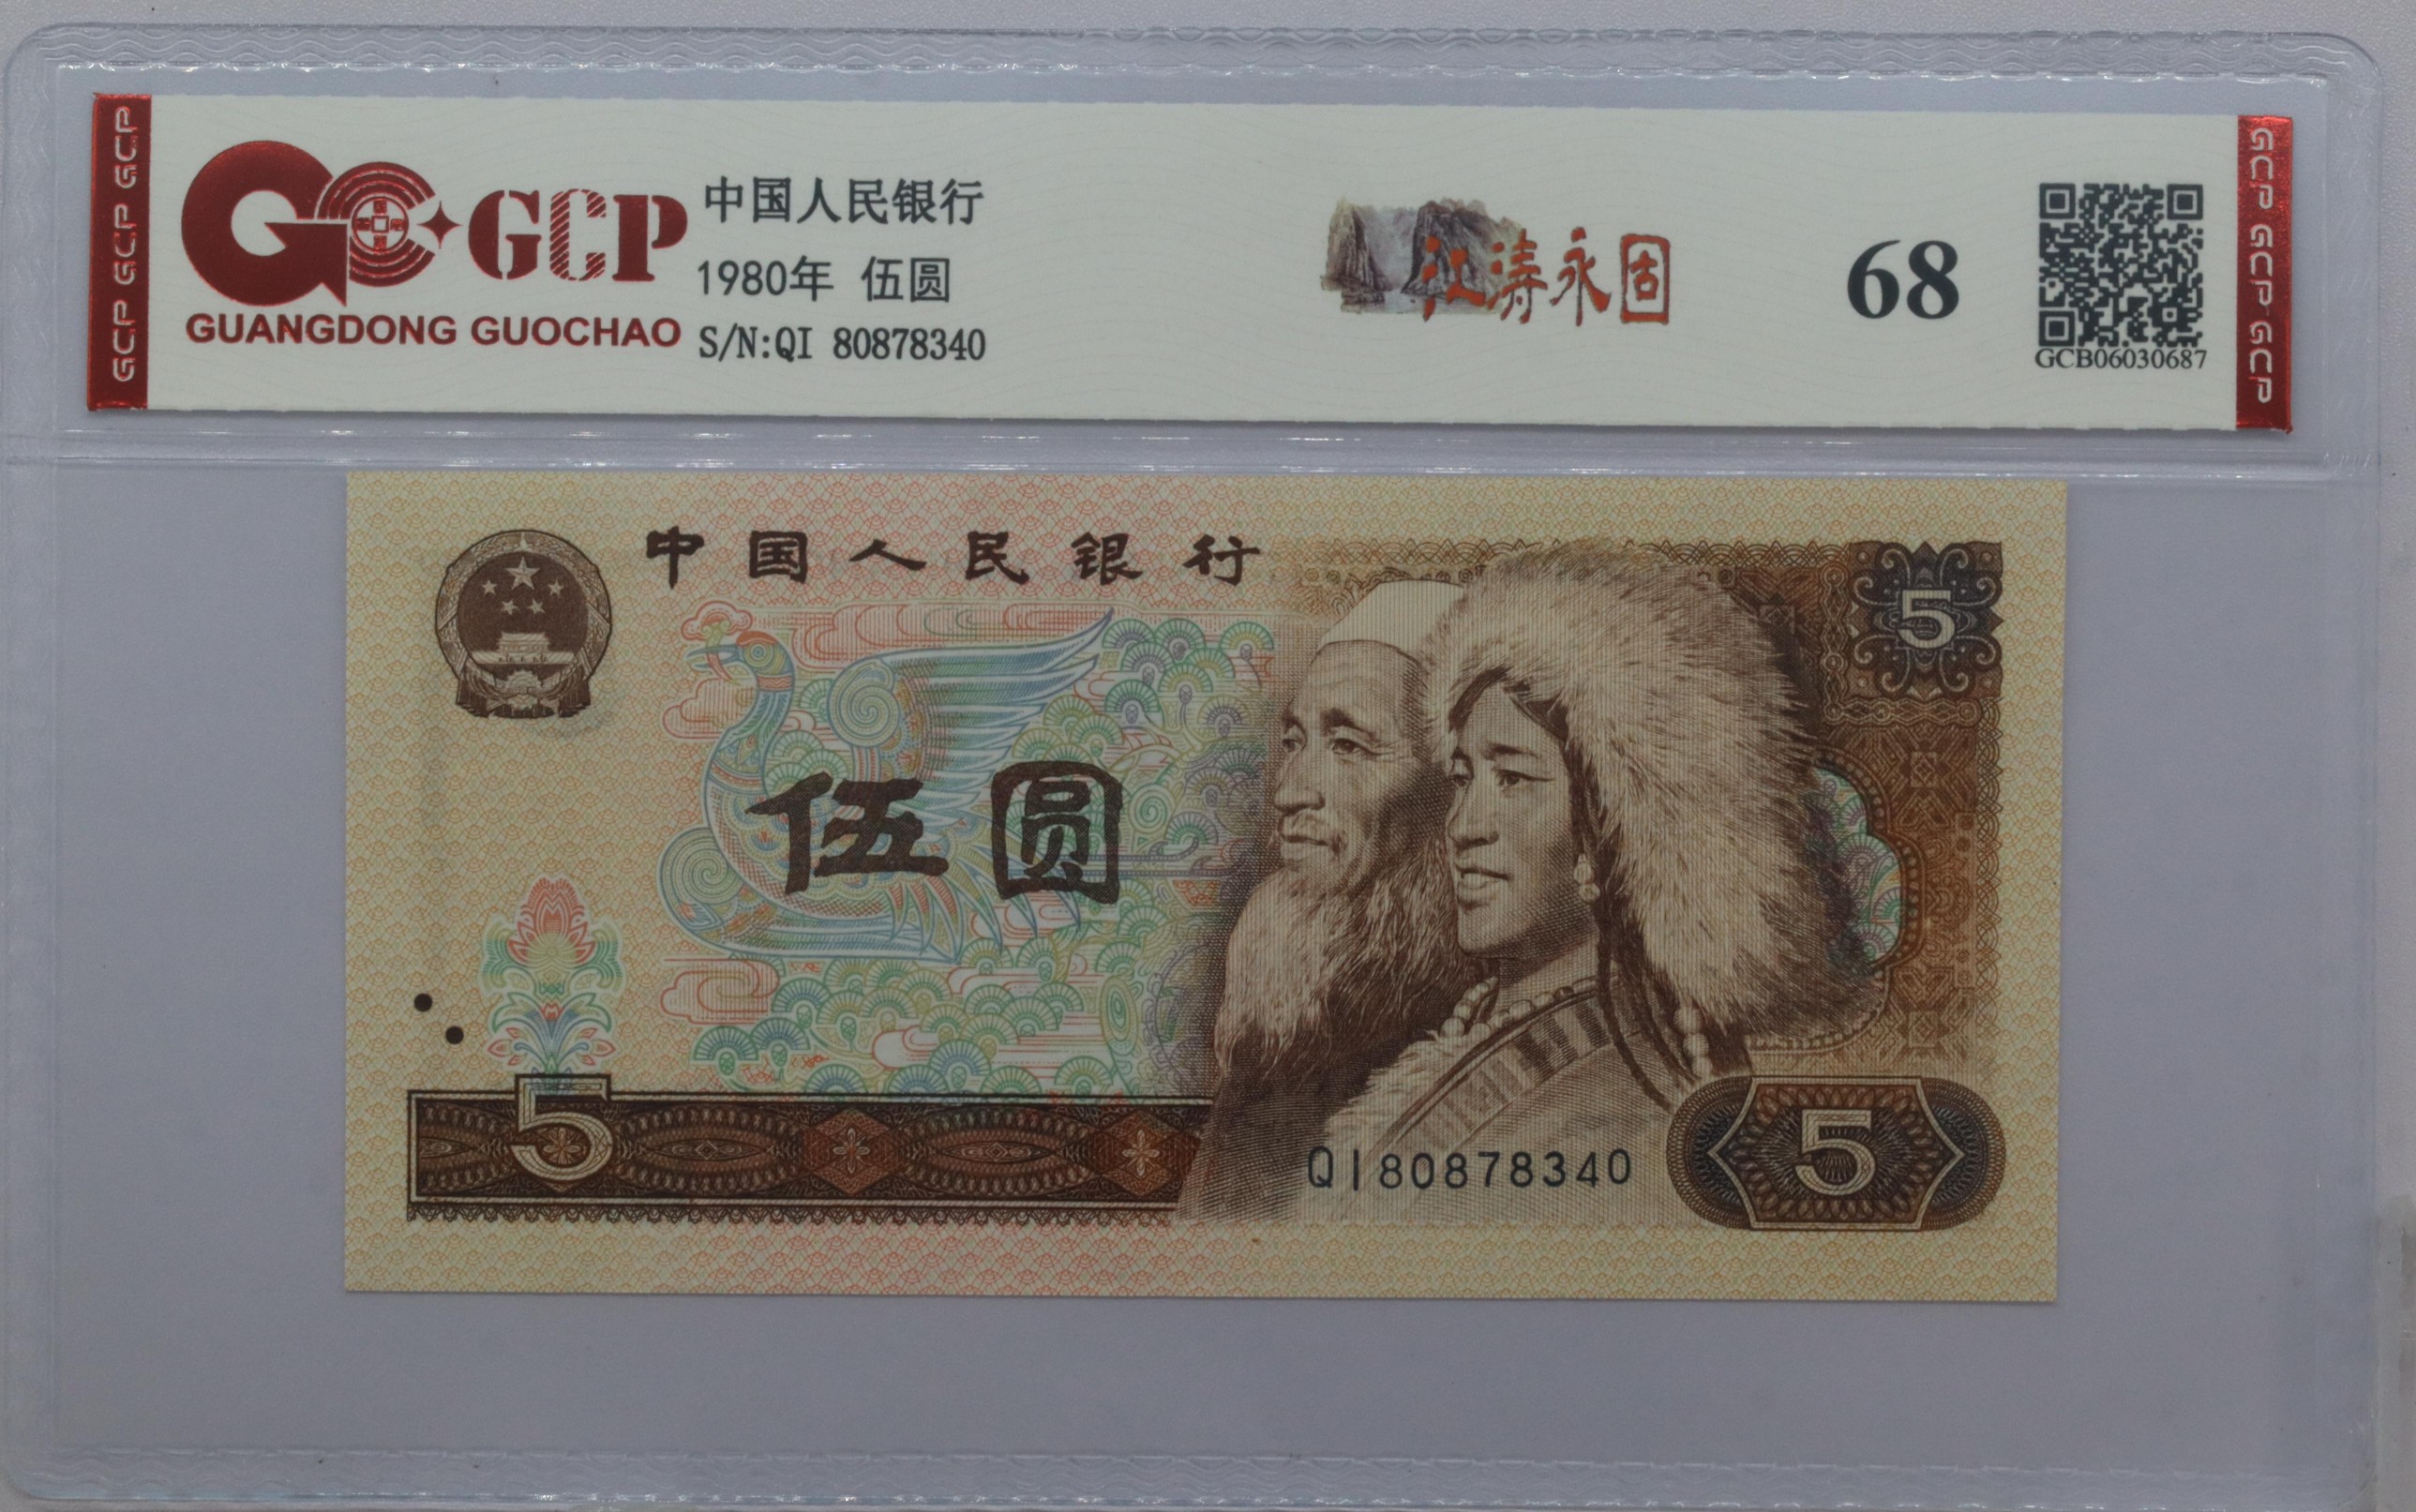 GCP GCP GCP
GCP
GUANGDONG GUOCHAO
中国人民银行
1980年 伍圆
S/N:QI 80878340
江涛永固
68
GCB06030687
GCP GCP GCP
中国人民银行
5
伍圆
5
QI80878340
5